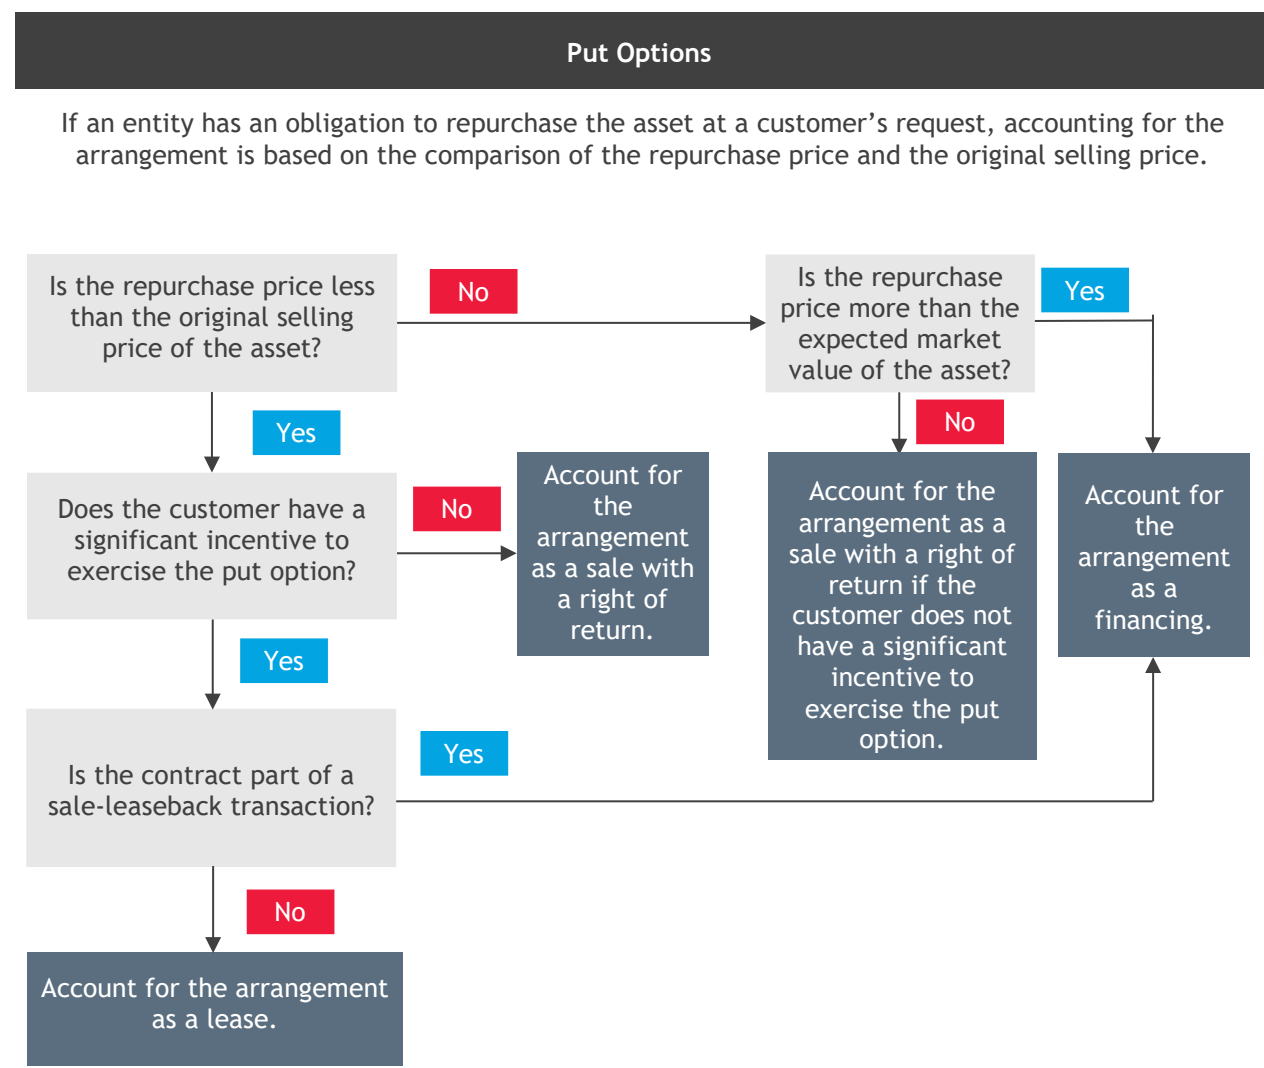 Put Options
If an entity has an obligation to repurchase the asset at a customer’s request, accounting for the
arrangement is based on the comparison of the repurchase price and the original selling price.
Is the repurchase price less
than the original selling
price of the asset?
No
Is the repurchase
price more than the
expected market
value of the asset?
Yes
Yes
No
Does the customer have a
significant incentive to
exercise the put option?
No
Account for
the
arrangement
as a sale with
a right of
return.
Account for the
arrangement as a
sale with a right of
return if the
customer does not
have a significant
incentive to
exercise the put
option.
Account for
the
arrangement
as a
financing.
Yes
Is the contract part of a
sale-leaseback transaction?
Yes
No
Account for the arrangement
as a lease.